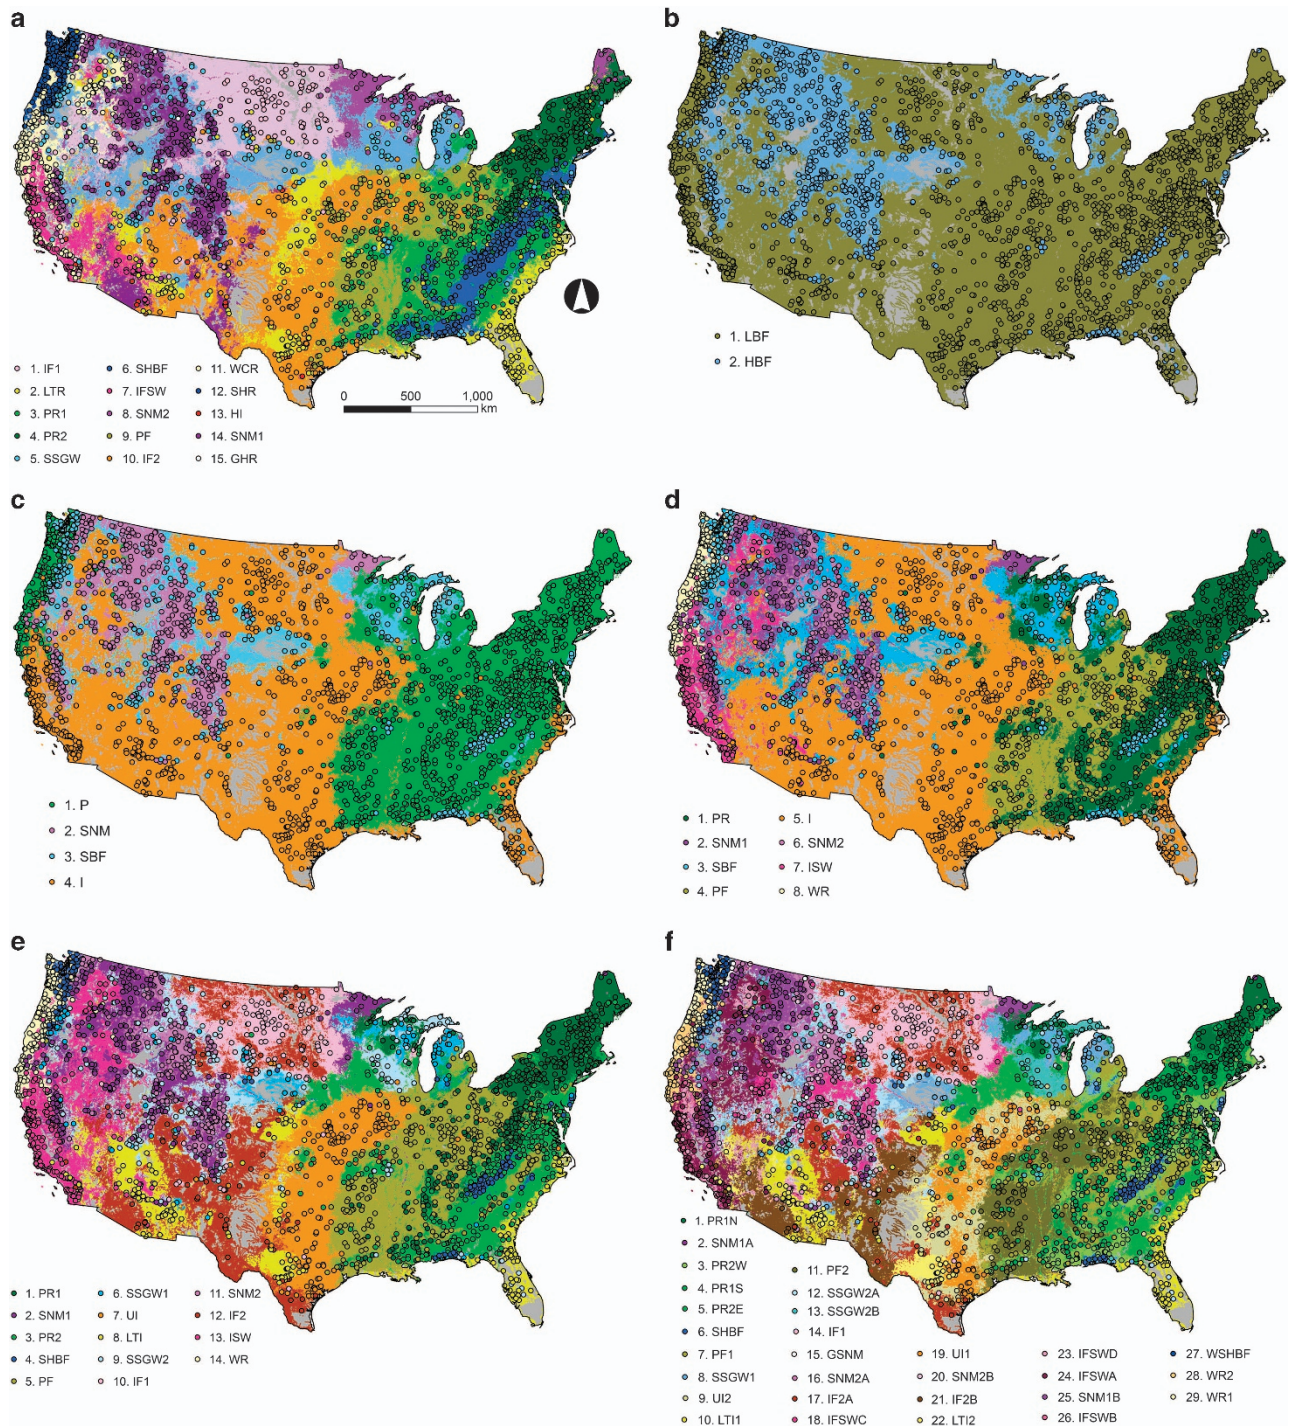 a
1. IF1
2. LTR
3. PR1
4. PR2
5. SSGW
6. SHBF
7. IFSW
8. SNM2
9. PF
10. IF2
11. WCR
12. SHR
13. HI
14. SNM1
15. GHR
0 500 1,000
km
b
1. LBF
2. HBF
c
1. P
2. SNM
3. SBF
4. I
d
1. PR
2. SNM1
3. SBF
4. PF
5. I
6. SNM2
7. ISW
8. WR
e
1. PR1
2. SNM1
3. PR2
4. SHBF
5. PF
6. SSGW1
7. UI
8. LTI
9. SSGW2
10. IF1
11. SNM2
12. IF2
13. ISW
14. WR
f
1. PR1N
2. SNM1A
3. PR2W
4. PR1S
5. PR2E
6. SHBF
7. PF1
8. SSGW1
9. UI2
10. LTI1
11. PF2
12. SSGW2A
13. SSGW2B
14. IF1
15. GSNM
16. SNM2A
17. IF2A
18. IFSWC
19. UI1
20. SNM2B
21. IF2B
22. LTI2
23. IFSWD
24. IFSWA
25. SNM1B
26. IFSWB
27. WSHBF
28. WR2
29. WR1